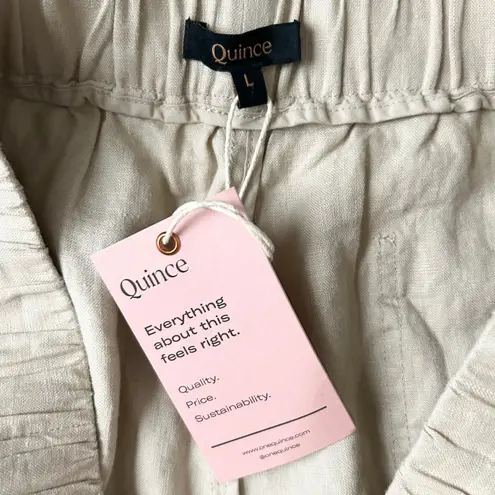 Quince
L
Quince
Everything
about this
feels right.
Quality.
Price.
Sustainability.
www.onequince.com
@onequince